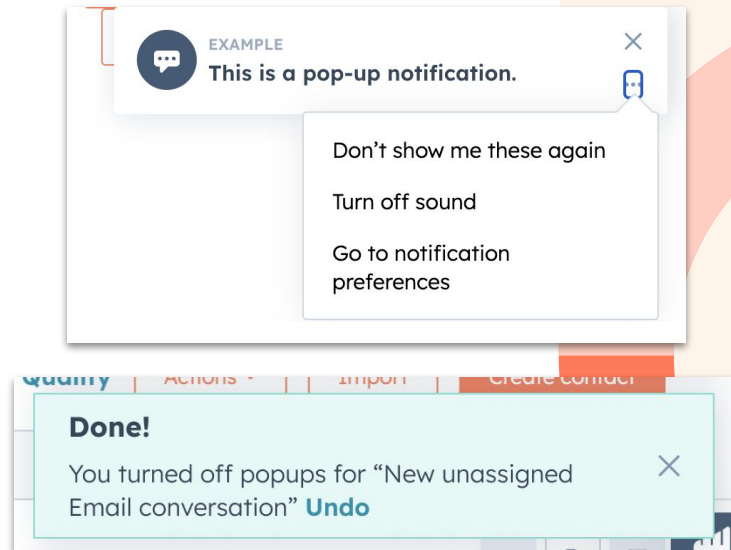 EXAMPLE
This is a pop-up notification.
Don’t show me these again
Turn off sound
Go to notification
preferences
Quality Actions Import Create contact
Done!
You turned off popups for “New unassigned
Email conversation” Undo